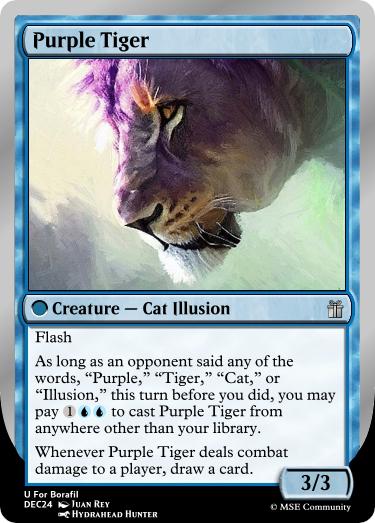 Purple Tiger
Creature — Cat Illusion
Flash
As long as an opponent said any of the
words, “Purple,” “Tiger,” “Cat,” or
“Illusion,” this turn before you did, you may
pay 1 to cast Purple Tiger from
anywhere other than your library.
Whenever Purple Tiger deals combat
damage to a player, draw a card.
3/3
U For Borafil
DEC24 Juan Rey
Hydrahead Hunter
© MSE Community